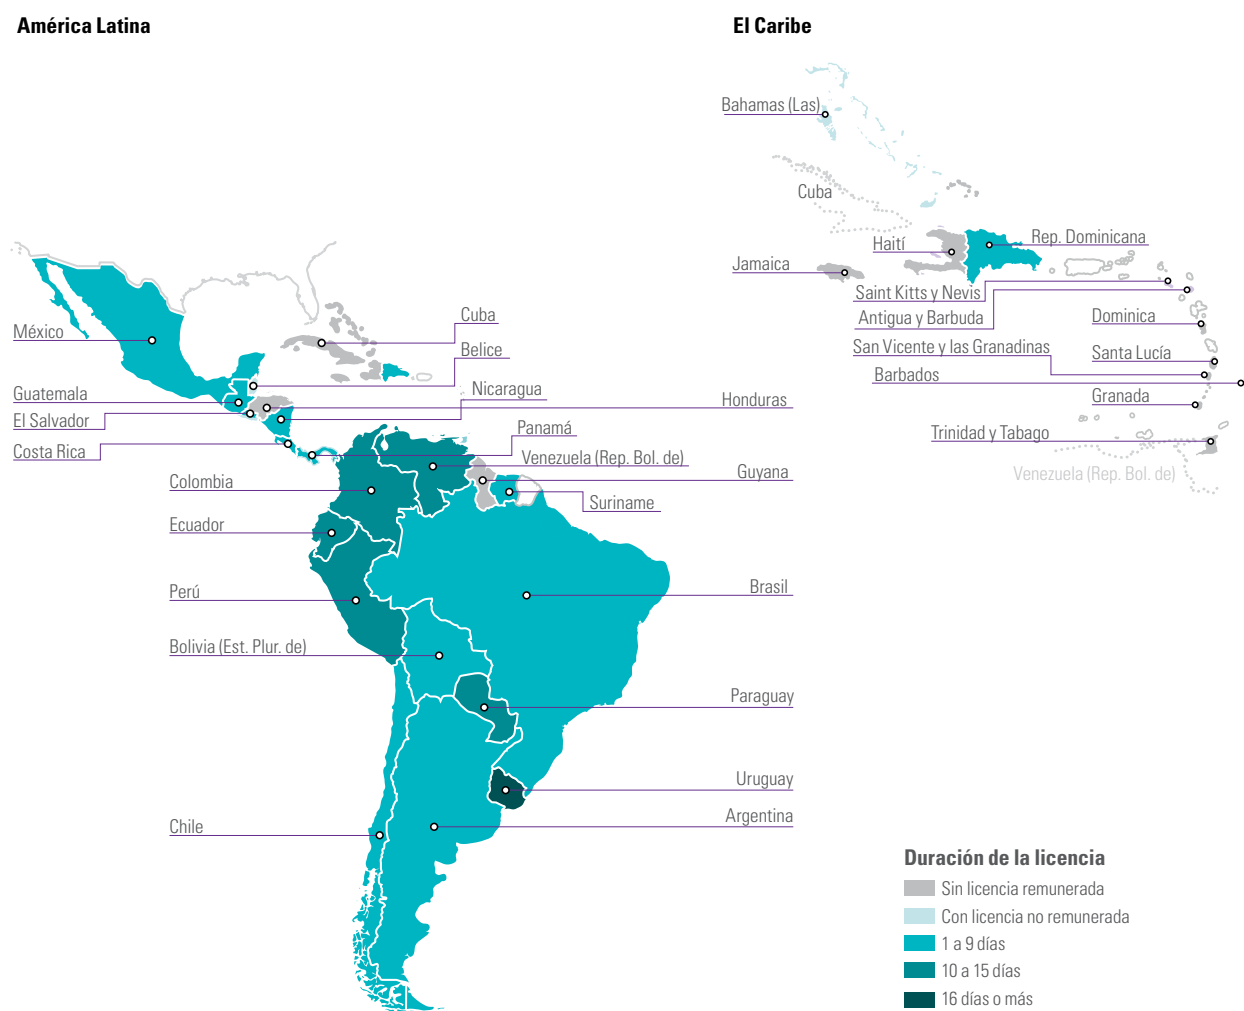 América Latina
El Caribe
Bahamas (Las)
Cuba
Haití
Rep. Dominicana
Jamaica
Saint Kitts y Nevis
Antigua y Barbuda
Dominica
San Vicente y las Granadinas
Santa Lucía
Barbados
Granada
Trinidad y Tabago
Venezuela (Rep. Bol. de)
México
Cuba
Belice
Guatemala
Nicaragua
Honduras
El Salvador
Panamá
Costa Rica
Venezuela (Rep. Bol. de)
Guyana
Colombia
Suriname
Ecuador
Perú
Brasil
Bolivia (Est. Plur. de)
Paraguay
Uruguay
Argentina
Chile
Duración de la licencia
Sin licencia remunerada
Con licencia no remunerada
1 a 9 días
10 a 15 días
16 días o más